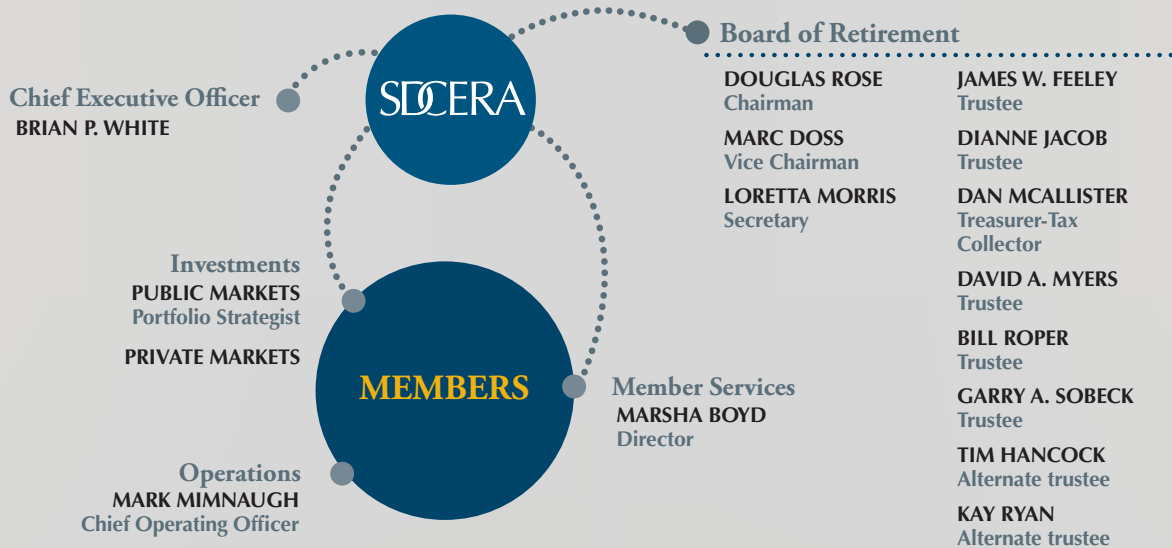 SDCERA
Chief Executive Officer
BRIAN P. WHITE
Board of Retirement
DOUGLAS ROSE
Chairman
MARC DOSS
Vice Chairman
LORETTA MORRIS
Secretary
JAMES W. FEELEY
Trustee
DIANNE JACOB
Trustee
DAN MCALLISTER
Treasurer-Tax
Collector
DAVID A. MYERS
Trustee
BILL ROPER
Trustee
GARRY A. SOBECK
Trustee
TIM HANCOCK
Alternate trustee
KAY RYAN
Alternate trustee
Investments
PUBLIC MARKETS
Portfolio Strategist
PRIVATE MARKETS
MEMBERS
Member Services
MARSHA BOYD
Director
Operations
MARK MIMNAUGH
Chief Operating Officer